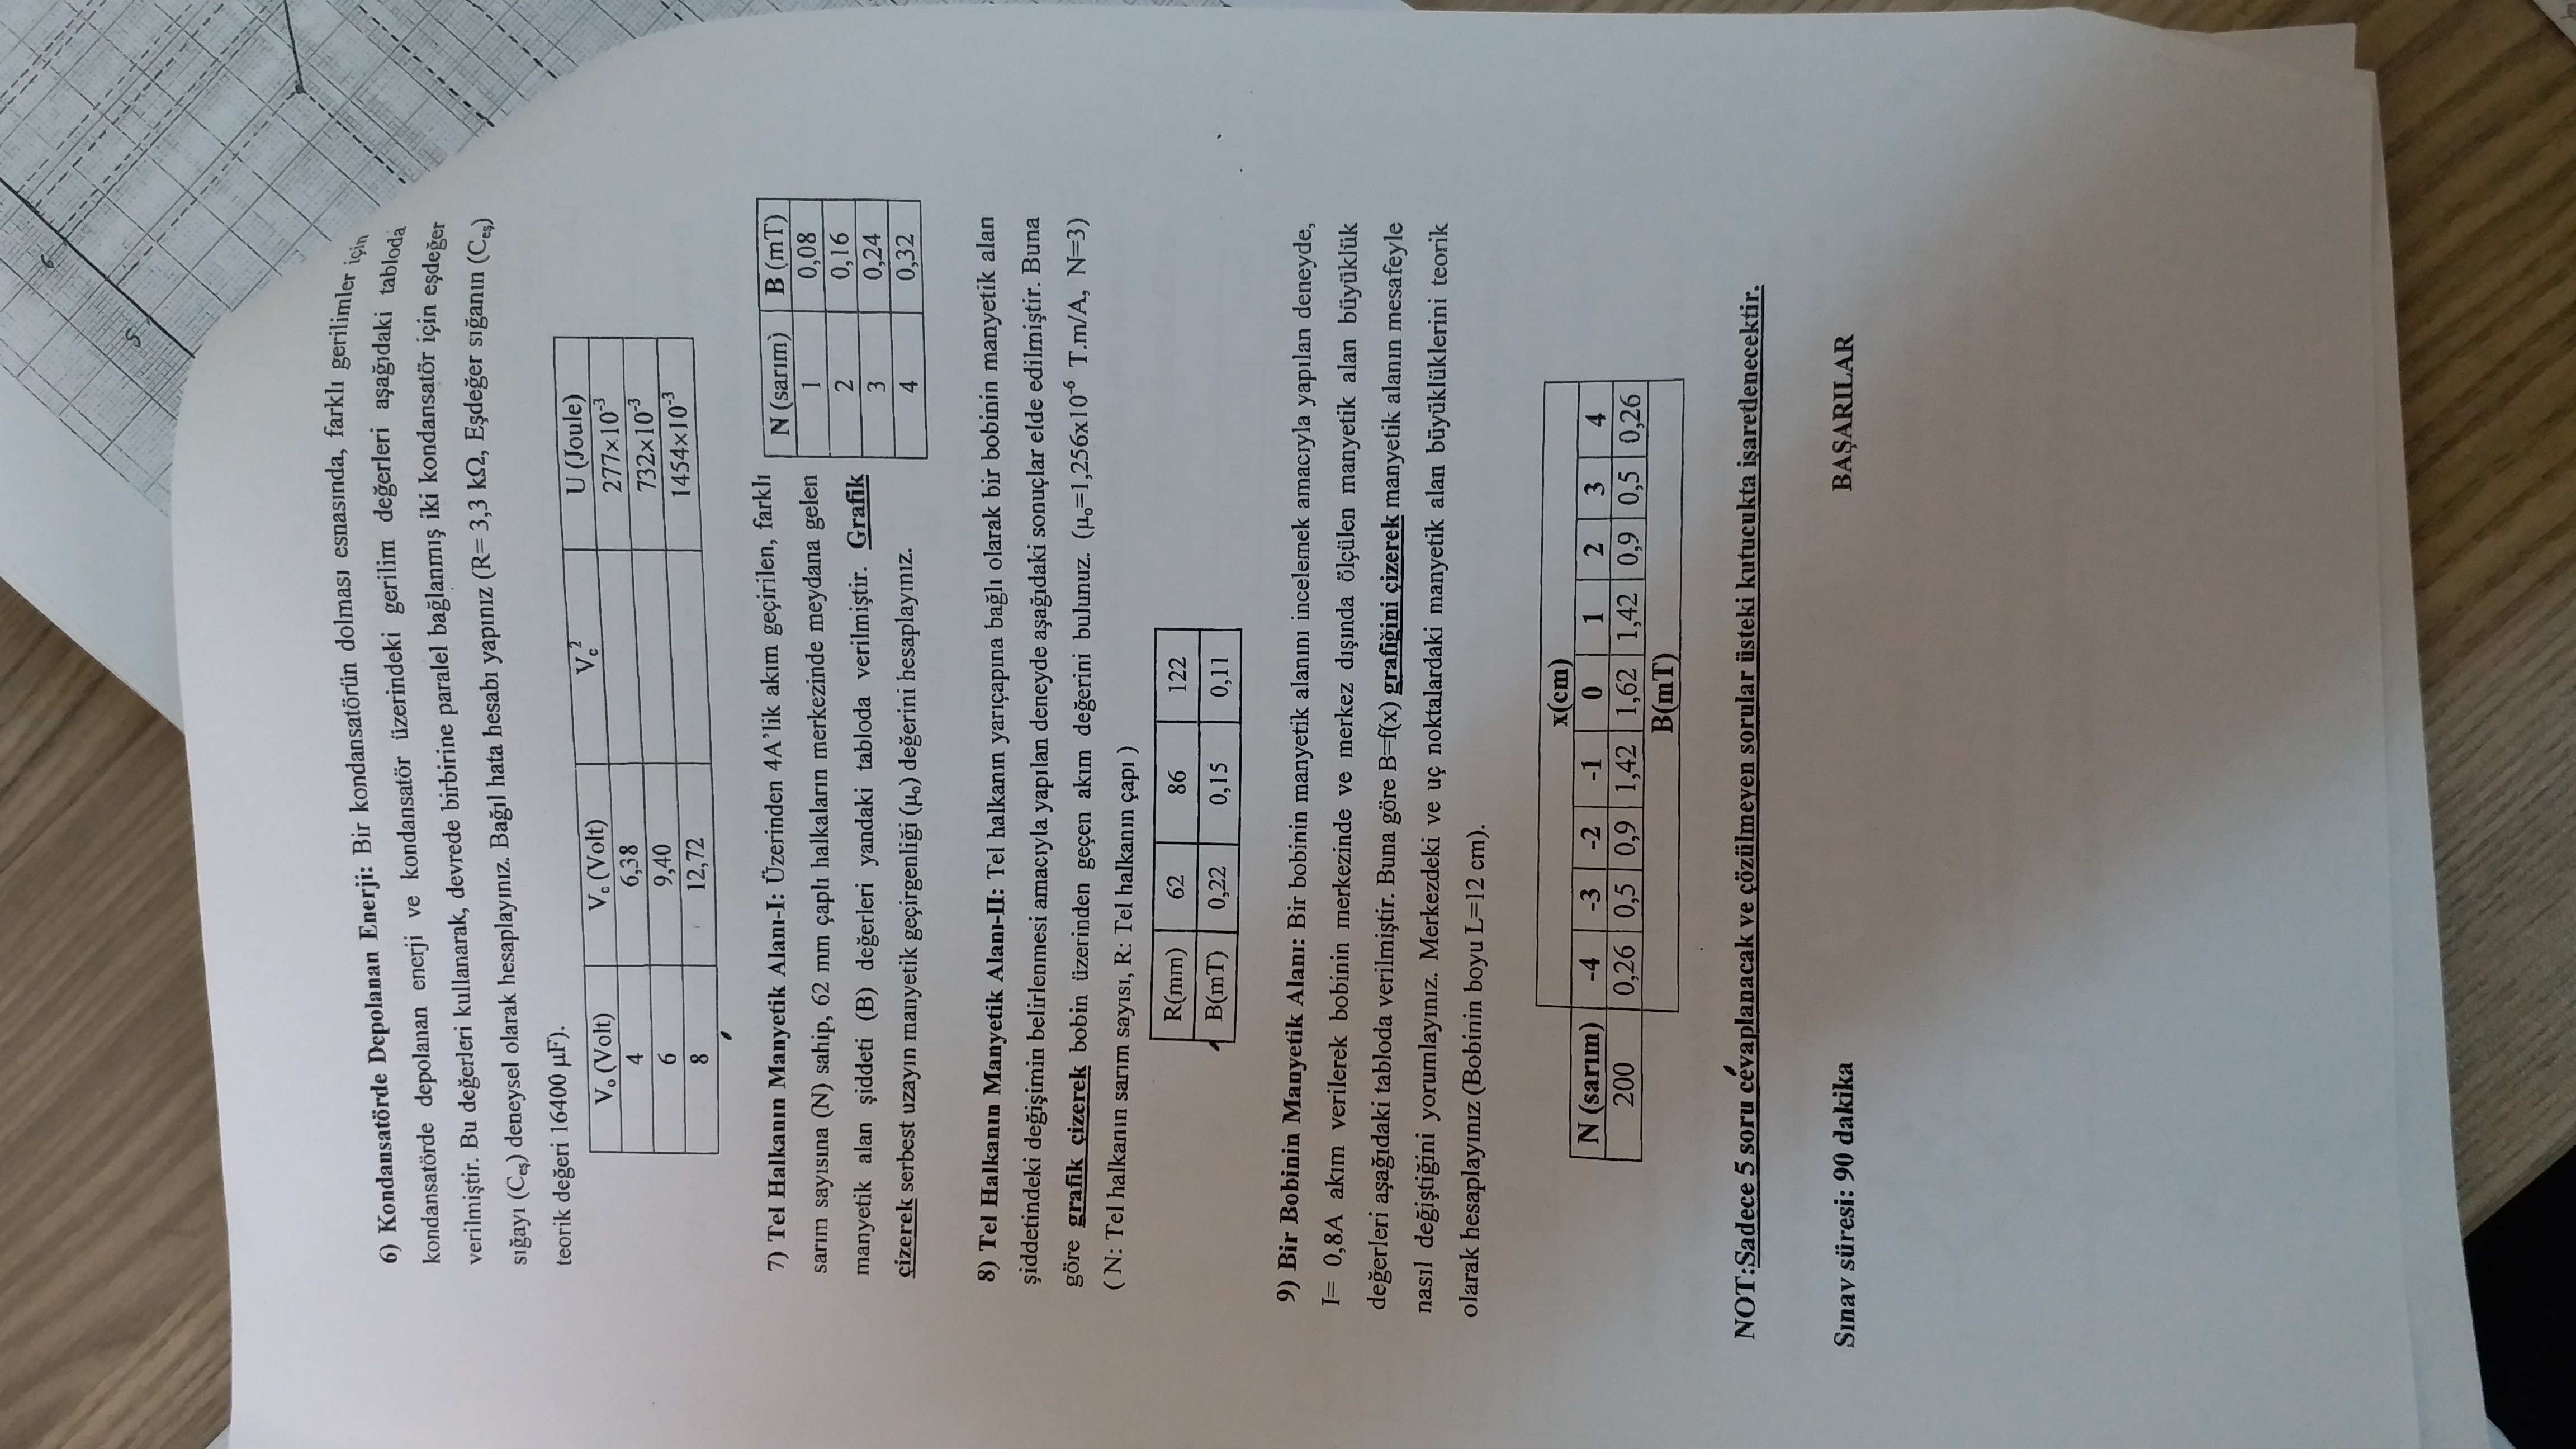 6
5
6) Kondansatörde Depolanan Enerji: Bir kondansatörün dolması esnasında, farklı gerilimler için
kondansatörde depolanan enerji ve kondansatör üzerindeki gerilim değerleri aşağıdaki tabloda
verilmiştir. Bu değerleri kullanarak, devrede birbirine paralel bağlanmış iki kondansatör için eşdeğer
sığayı (Ceş) deneysel olarak hesaplayınız. Bağıl hata hesabı yapınız (R= 3,3 kΩ, Eşdeğer sığanın (Ceş)
teorik değeri 16400 µF).
Vo (Volt) Vc (Volt) Vc² U (Joule)
4 6,38 277×10⁻³
6 9,40 732×10⁻³
8 12,72 1454×10⁻³
7) Tel Halkanın Manyetik Alanı-I: Üzerinden 4A'lik akım geçirilen, farklı
sarım sayısına (N) sahip, 62 mm çaplı halkaların merkezinde meydana gelen
manyetik alan şiddeti (B) değerleri yandaki tabloda verilmiştir. Grafik
çizerek serbest uzayın manyetik geçirgenliği (µo) değerini hesaplayınız.
N (sarım) B (mT)
1 0,08
2 0,16
3 0,24
4 0,32
8) Tel Halkanın Manyetik Alanı-II: Tel halkanın yarıçapına bağlı olarak bir bobinin manyetik alan
şiddetindeki değişimin belirlenmesi amacıyla yapılan deneyde aşağıdaki sonuçlar elde edilmiştir. Buna
göre grafik çizerek bobin üzerinden geçen akım değerini bulunuz. (µo=1,256x10⁻⁶ T.m/A, N=3)
( N: Tel halkanın sarım sayısı, R: Tel halkanın çapı )
R(mm) 62 86 122
B(mT) 0,22 0,15 0,11
9) Bir Bobinin Manyetik Alanı: Bir bobinin manyetik alanını incelemek amacıyla yapılan deneyde,
I= 0,8A akım verilerek bobinin merkezinde ve merkez dışında ölçülen manyetik alan büyüklük
değerleri aşağıdaki tabloda verilmiştir. Buna göre B=f(x) grafiğini çizerek manyetik alanın mesafeyle
nasıl değiştiğini yorumlayınız. Merkezdeki ve uç noktalardaki manyetik alan büyüklüklerini teorik
olarak hesaplayınız (Bobinin boyu L=12 cm).
x(cm)
N (sarım) -4 -3 -2 -1 0 1 2 3 4
200 0,26 0,5 0,9 1,42 1,62 1,42 0,9 0,5 0,26
B(mT)
NOT:Sadece 5 soru cevaplanacak ve çözülmeyen sorular üsteki kutucukta işaretlenecektir.
Sınav süresi: 90 dakika BAŞARILAR